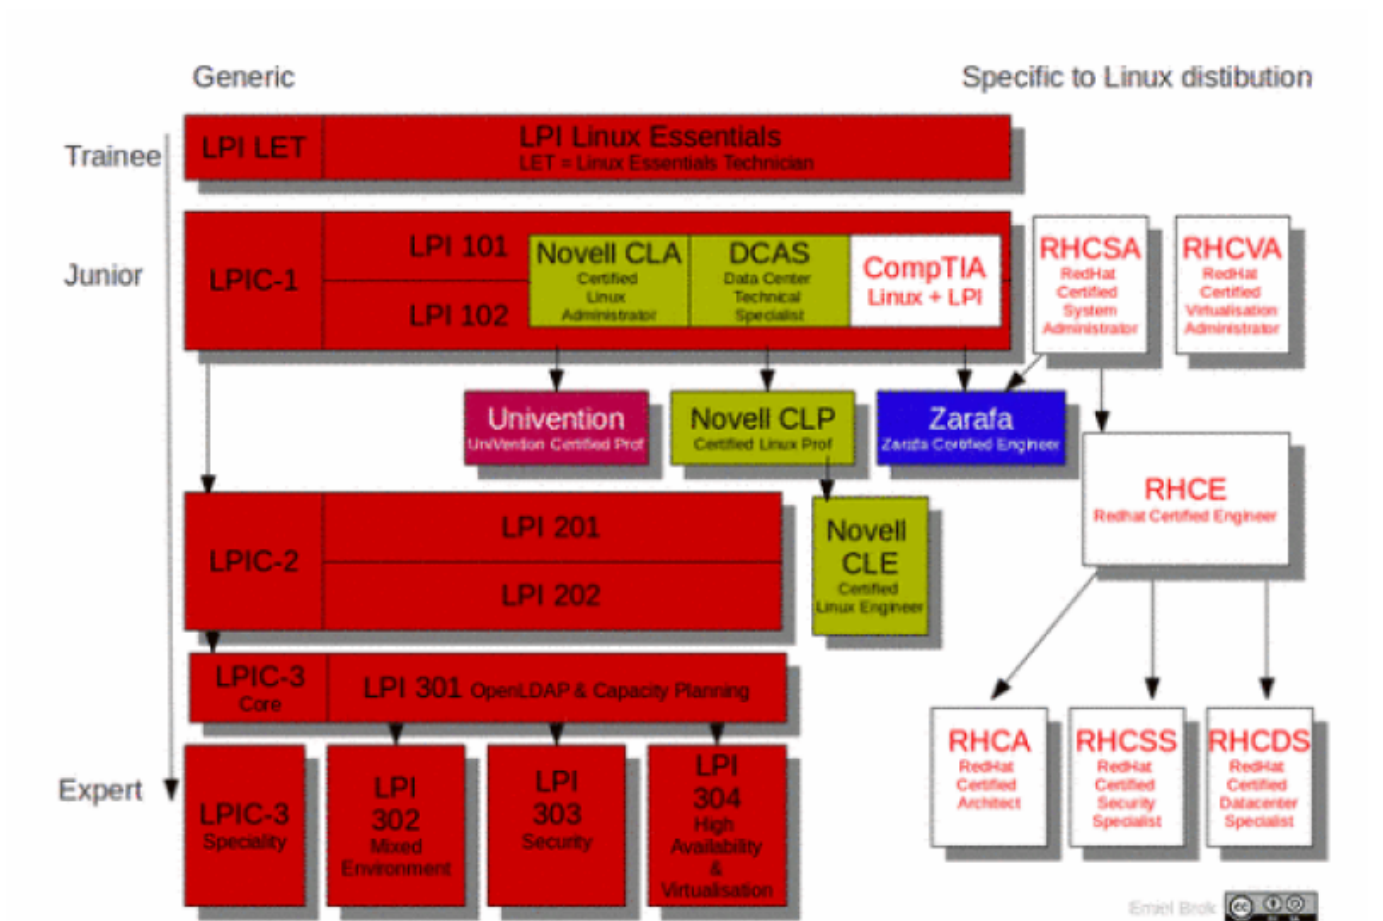 Generic
Specific to Linux distibution
Trainee
LPI LET
LPI Linux Essentials
LET = Linux Essentials Technician
Junior
LPIC-1
LPI 101
LPI 102
Novell CLA
Certified
Linux
Administrator
DCAS
Data Center
Technical
Specialist
CompTIA
Linux + LPI
RHCSA
RedHat
Certified
System
Administrator
RHCVA
RedHat
Certified
Virtualisation
Administrator
Univention
UniVention Certified Prof
Novell CLP
Certified Linux Prof
Zarafa
Zarafa Certified Engineer
RHCE
Redhat Certified Engineer
LPIC-2
LPI 201
LPI 202
Novell
CLE
Certified
Linux Engineer
LPIC-3
Core
LPI 301 OpenLDAP & Capacity Planning
Expert
LPIC-3
Speciality
LPI
302
Mixed
Environment
LPI
303
Security
LPI
304
High
Availability
&
Virtualisation
RHCA
RedHat
Certified
Architect
RHCSS
RedHat
Certified
Security
Specialist
RHCDS
RedHat
Certified
Datacenter
Specialist
Emiel Brok
cc